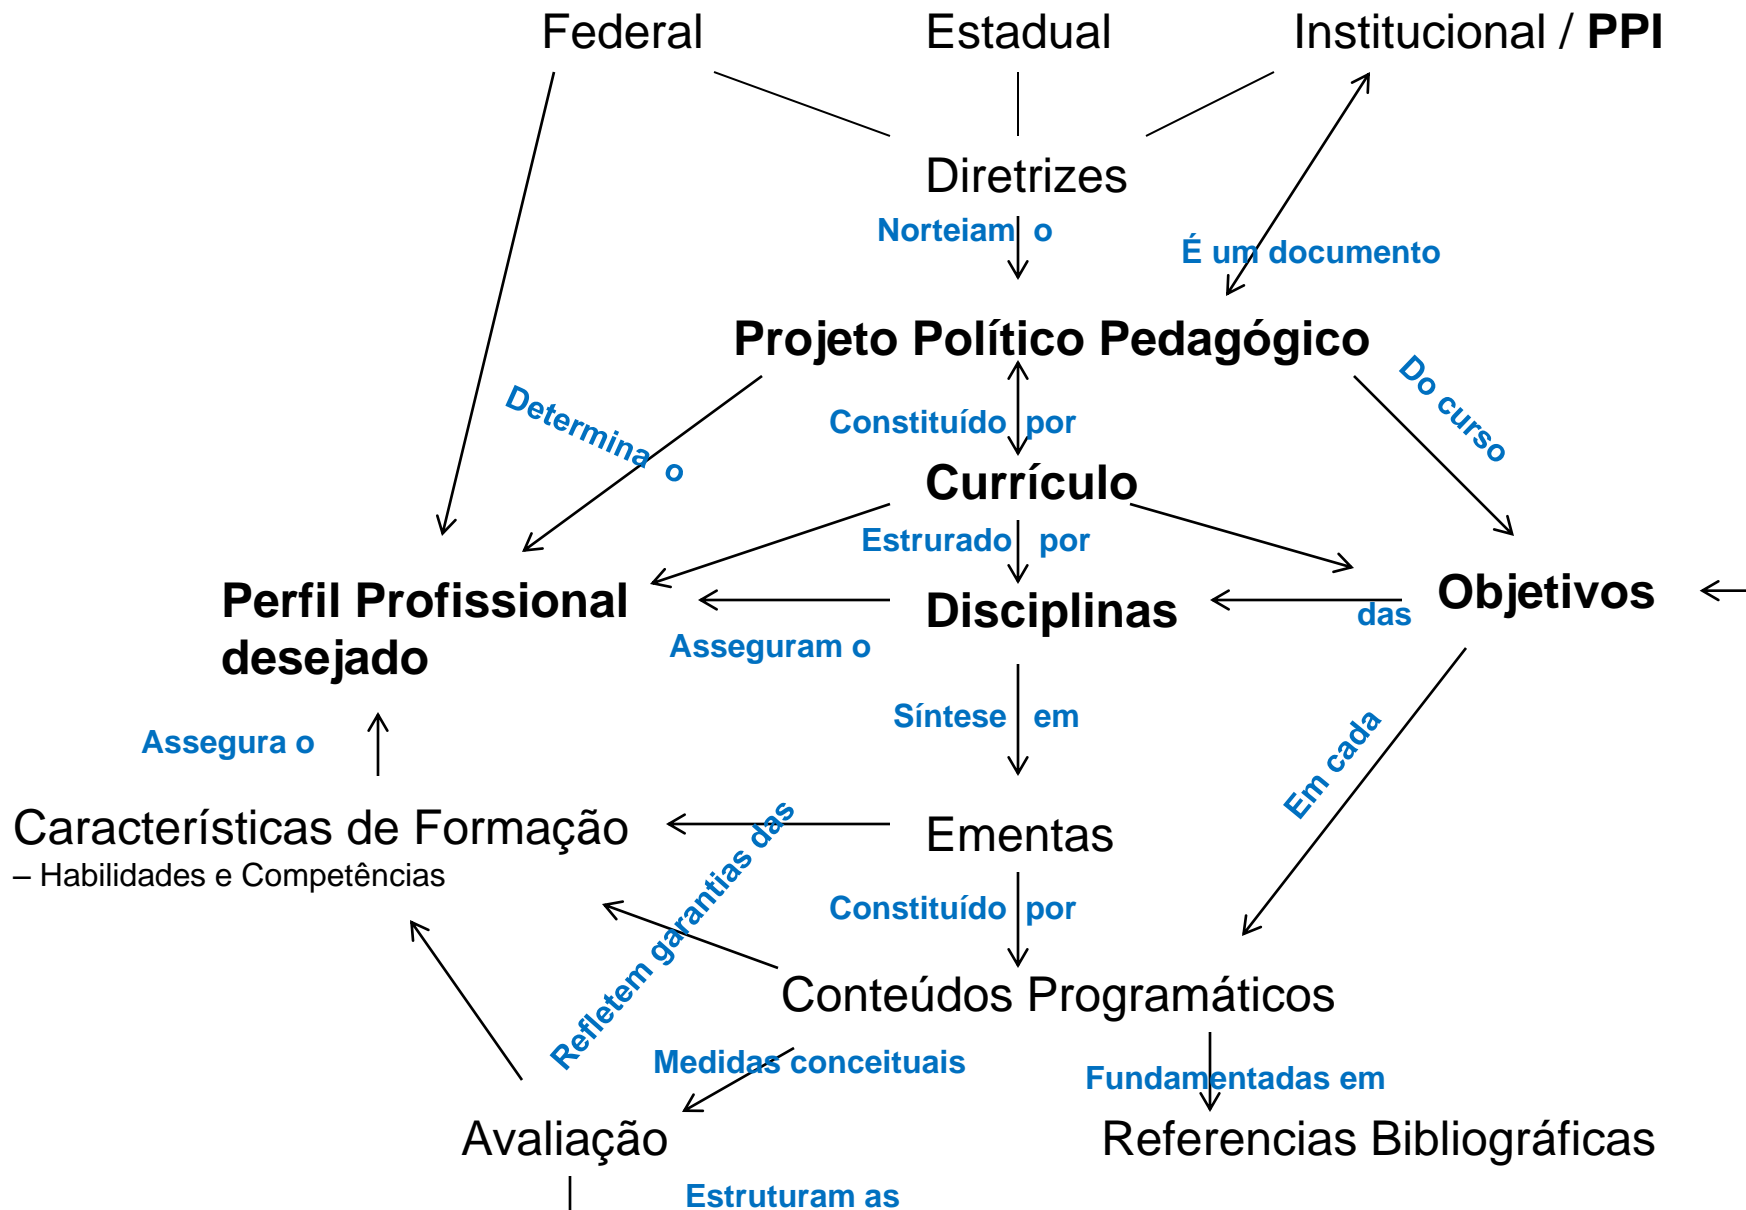 Federal
Estadual
Institucional / PPI
Diretrizes
Norteiam o
É um documento
Projeto Político Pedagógico
Determina o
Constituído por
Do curso
Currículo
Estrurado por
Perfil Profissional
desejado
Disciplinas
das
Objetivos
Asseguram o
Síntese em
Em cada
Assegura o
Características de Formação
– Habilidades e Competências
Refletem garantias das
Ementas
Constituído por
Conteúdos Programáticos
Medidas conceituais
Fundamentadas em
Avaliação
Referencias Bibliográficas
Estruturam as